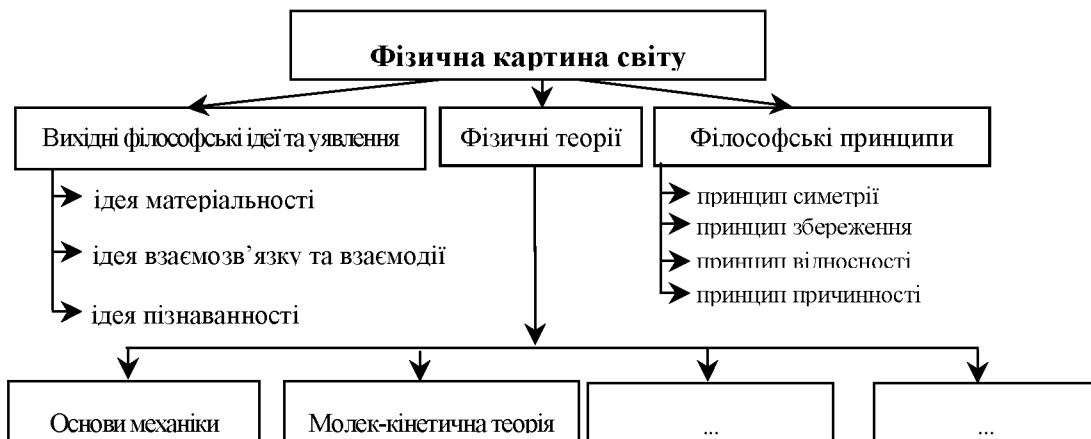 Фізична картина світу
Вихідні філософські ідеї та уявлення
Фізичні теорії
Філософські принципи
ідея матеріальності
ідея взаємозв’язку та взаємодії
ідея пізнаванності
принцип симетрії
принцип збереження
принцип відносності
принцип причинності
Основи механіки
Молек-кінетична теорія
...
...